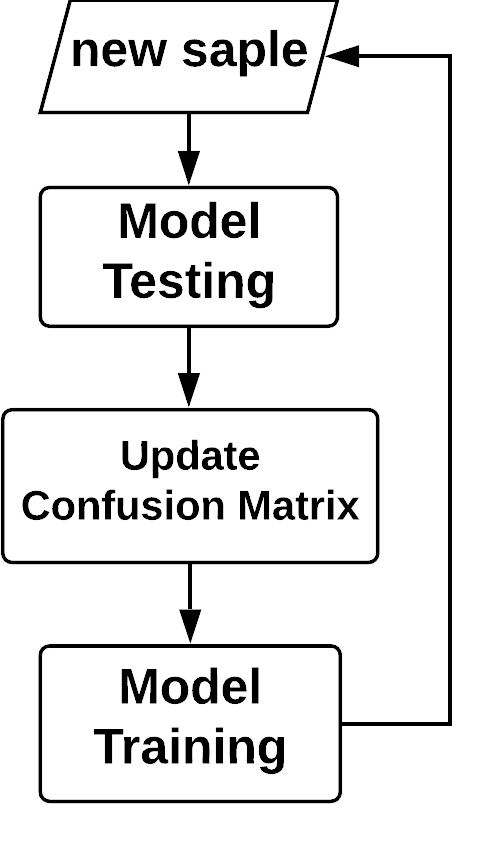 new saple
Model
Testing
Update
Confusion Matrix
Model
Training